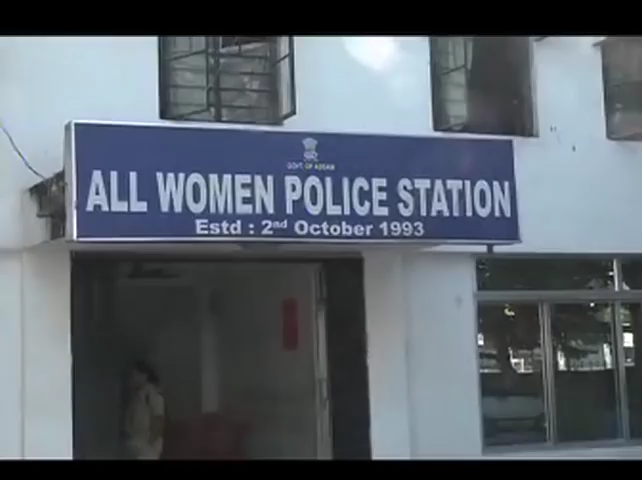 GOVT. OF ASSAM
ALL WOMEN POLICE STATION
Estd : 2nd October 1993